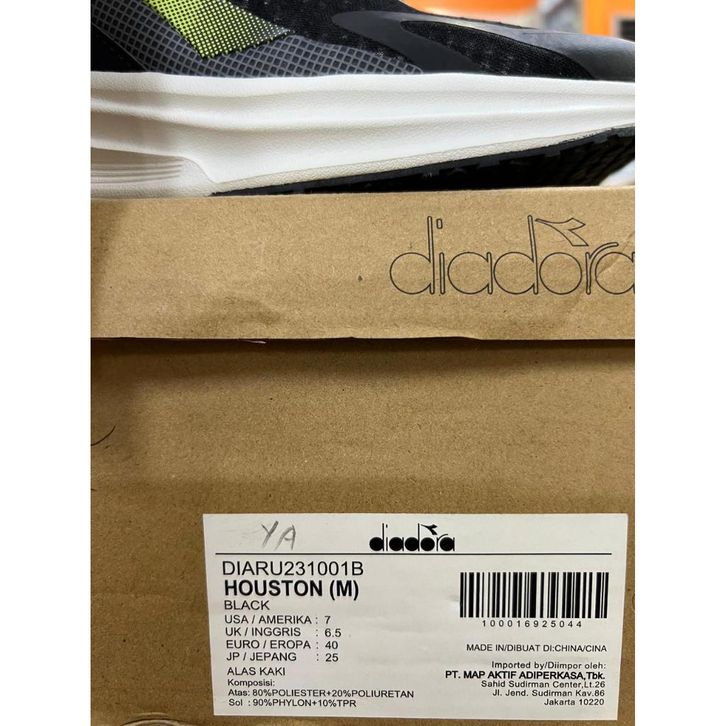 diadora
YA
diadora
DIARU231001B
HOUSTON (M)
BLACK
USA / AMERIKA : 7
UK / INGGRIS : 6.5
EURO / EROPA : 40
JP / JEPANG : 25
ALAS KAKI
Komposisi:
Atas: 80%POLIESTER+20%POLIURETAN
Sol : 90%PHYLON+10%TPR
100016925044
MADE IN/DIBUAT DI:CHINA/CINA
Imported by/Diimpor oleh:
PT. MAP AKTIF ADIPERKASA,Tbk.
Sahid Sudirman Center,Lt.26
Jl. Jend. Sudirman Kav.86
Jakarta 10220